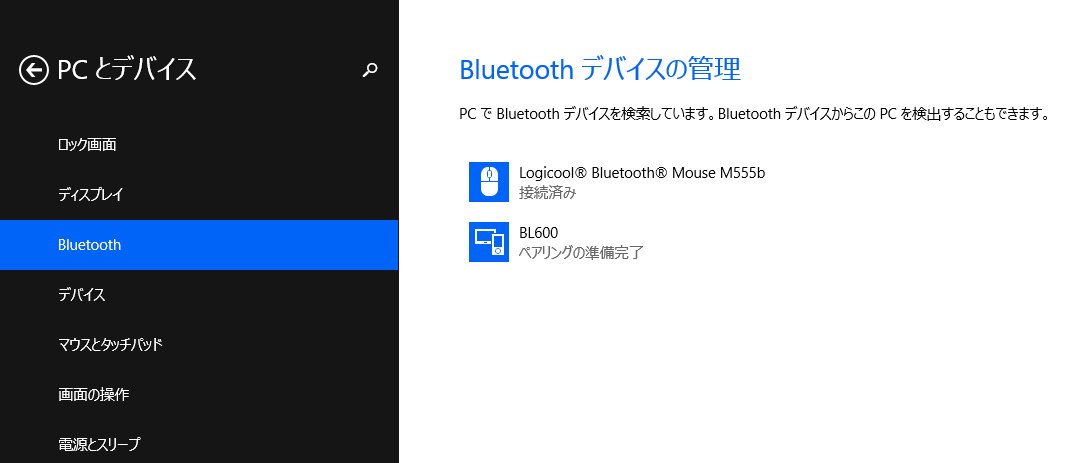 PC とデバイス
ロック画面
ディスプレイ
Bluetooth
デバイス
マウスとタッチパッド
画面の操作
電源とスリープ
Bluetooth デバイスの管理
PC で Bluetooth デバイスを検索しています。Bluetooth デバイスからこの PC を検出することもできます。
Logicool® Bluetooth® Mouse M555b
接続済み
BL600
ペアリングの準備完了